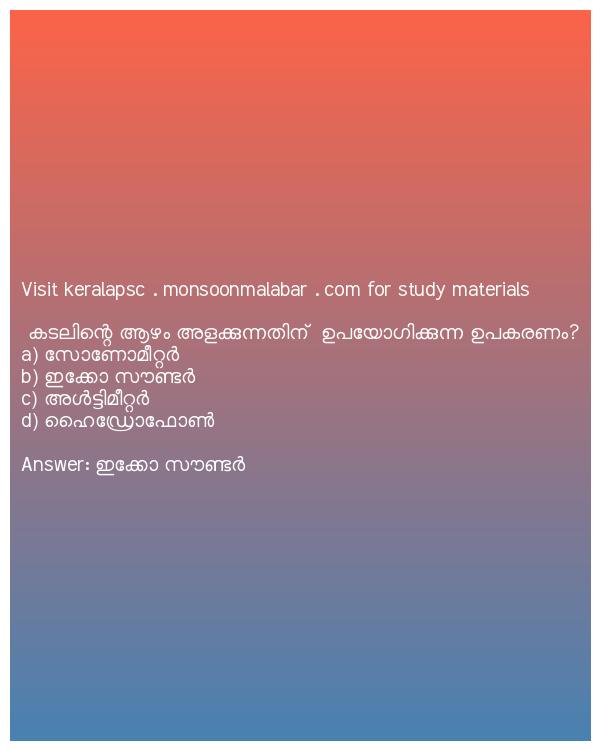 Visit keralapsc .monsoonmalabar .com for study materials
കടലിന്റെ ആഴം അളക്കുന്നതിന് ഉപയോഗിക്കുന്ന ഉപകരണം?
a) സോണോമീറ്റർ
b) ഇക്കോ സൗണ്ടർ
c) അൾട്ടിമീറ്റർ
d) ഹൈഡ്രോഫോൺ
Answer: ഇക്കോ സൗണ്ടർ